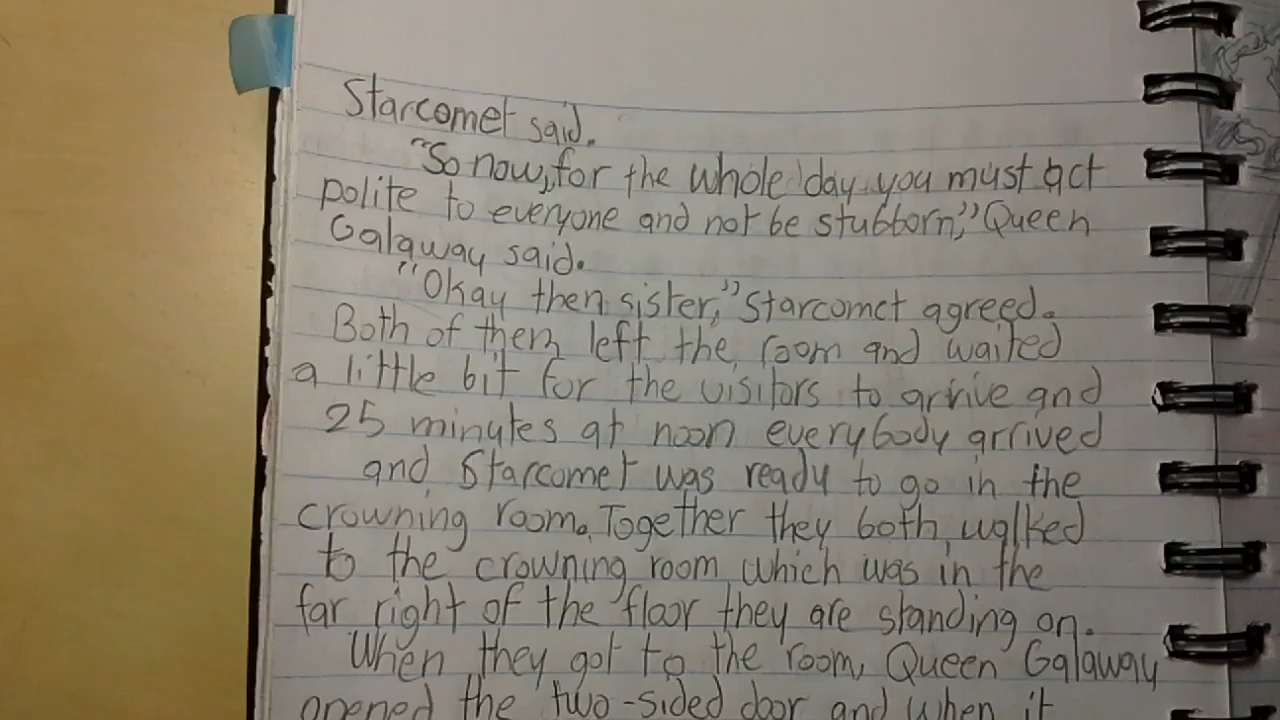 Starcomet said.
"So now, for the whole day you must act
polite to everyone and not be stubborn," Queen
Galaway said.
"Okay then sister," Starcomet agreed.
Both of them left the room and waited
a little bit for the visitors to arrive and
25 minutes at noon everybody arrived
and Starcomet was ready to go in the
crowning room. Together they both walked
to the crowning room which was in the
far right of the floor they are standing on.
When they got to the room, Queen Galaway
opened the two-sided door and when it